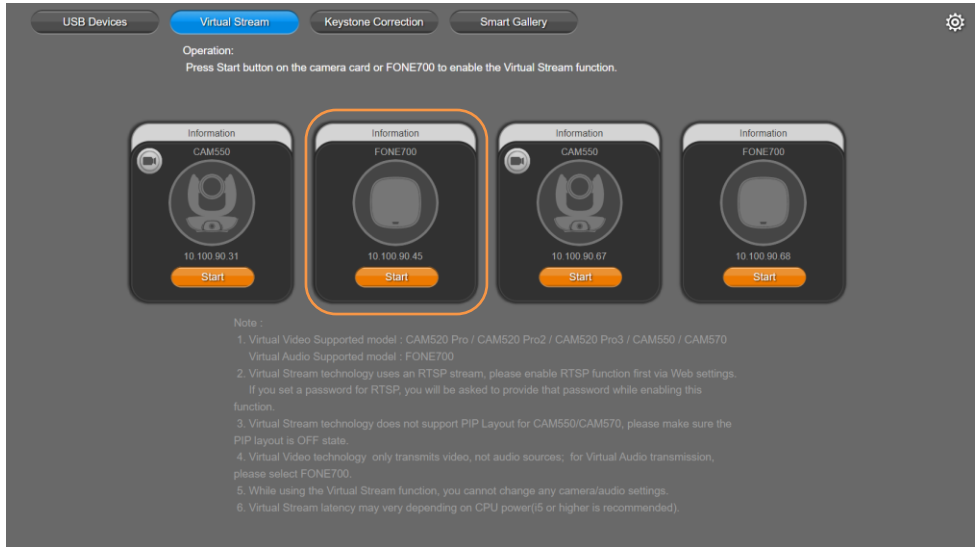 USB Devices Virtual Stream Keystone Correction Smart Gallery
Operation:
Press Start button on the camera card or FONE700 to enable the Virtual Stream function.
Information Information Information Information
CAM550 FONE700 CAM550 FONE700
10.100.90.31 10.100.90.45 10.100.90.67 10.100.90.68
Start Start Start Start
Note :
1. Virtual Video Supported model : CAM520 Pro / CAM520 Pro2 / CAM520 Pro3 / CAM550 / CAM570
Virtual Audio Supported model : FONE700
2. Virtual Stream technology uses an RTSP stream, please enable RTSP function first via Web settings.
If you set a password for RTSP, you will be asked to provide that password while enabling this
function.
3. Virtual Stream technology does not support PIP Layout for CAM550/CAM570, please make sure the
PIP layout is OFF state.
4. Virtual Video technology only transmits video, not audio sources; for Virtual Audio transmission,
please select FONE700.
5. While using the Virtual Stream function, you cannot change any camera/audio settings.
6. Virtual Stream latency may very depending on CPU power(i5 or higher is recommended).